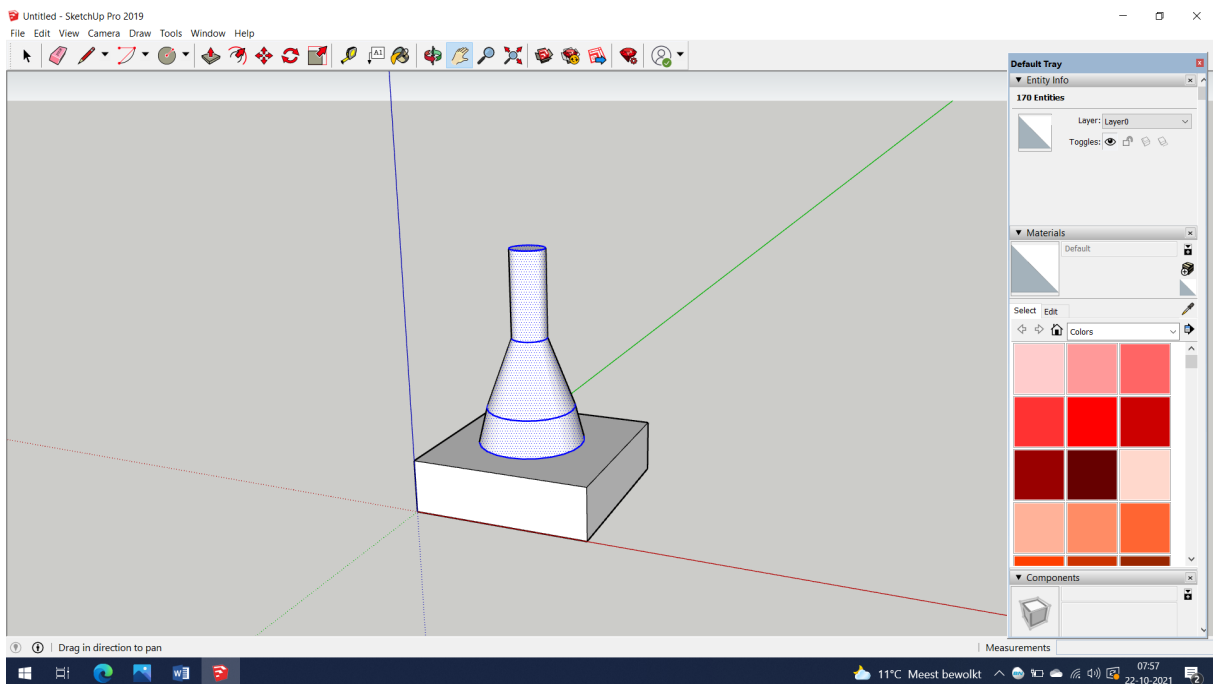 Untitled - SketchUp Pro 2019
File Edit View Camera Draw Tools Window Help
A1
Default Tray
Entity Info
170 Entities
Layer: Layer0
Toggles:
Materials
Default
Select Edit
Colors
Components
Drag in direction to pan
Measurements
11°C Meest bewolkt
07:57
22-10-2021
2